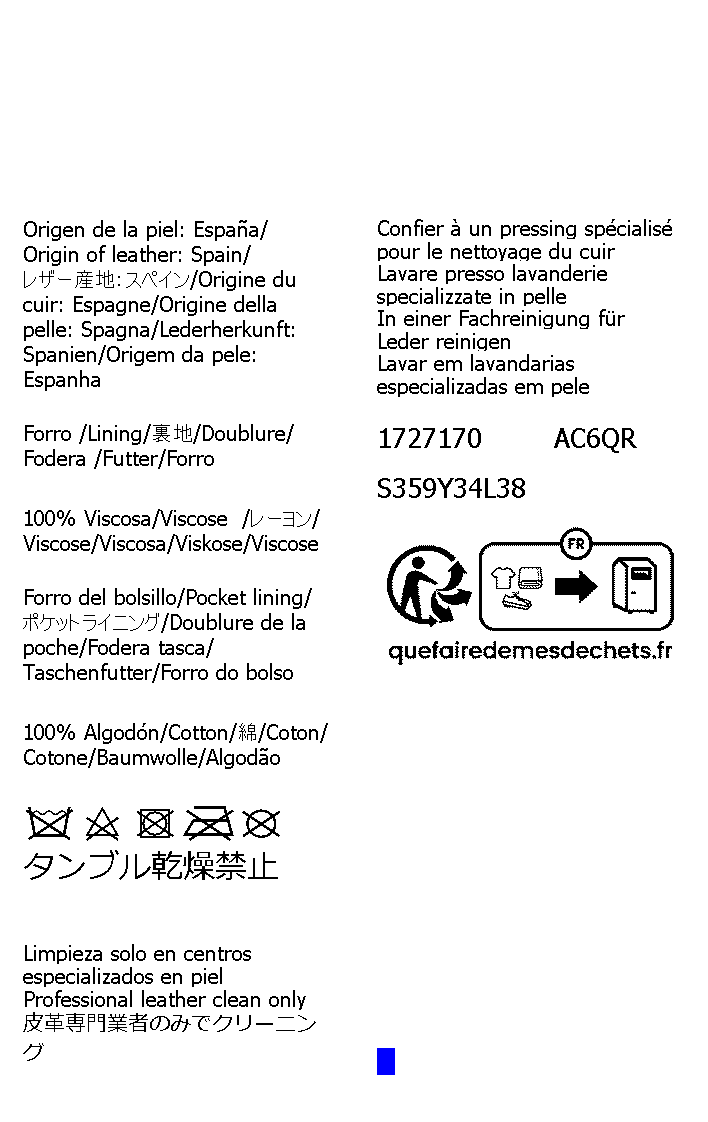 Origen de la piel: España/
Origin of leather: Spain/
レザー産地：スペイン/Origine du
cuir: Espagne/Origine della
pelle: Spagna/Lederherkunft:
Spanien/Origem da pele:
Espanha
Forro /Lining/裏地/Doublure/
Fodera /Futter/Forro
100% Viscosa/Viscose /レーヨン/
Viscose/Viscosa/Viskose/Viscose
Forro del bolsillo/Pocket lining/
ポケットライニング/Doublure de la
poche/Fodera tasca/
Taschenfutter/Forro do bolso
100% Algodón/Cotton/綿/Coton/
Cotone/Baumwolle/Algodão
タンブル乾燥禁止
Limpieza solo en centros
especializados en piel
Professional leather clean only
皮革専門業者のみでクリーニン
グ
Confier à un pressing spécialisé
pour le nettoyage du cuir
Lavare presso lavanderie
specializzate in pelle
In einer Fachreinigung für
Leder reinigen
Lavar em lavandarias
especializadas em pele
1727170 AC6QR
S359Y34L38
FR
quefairedemesdechets.fr